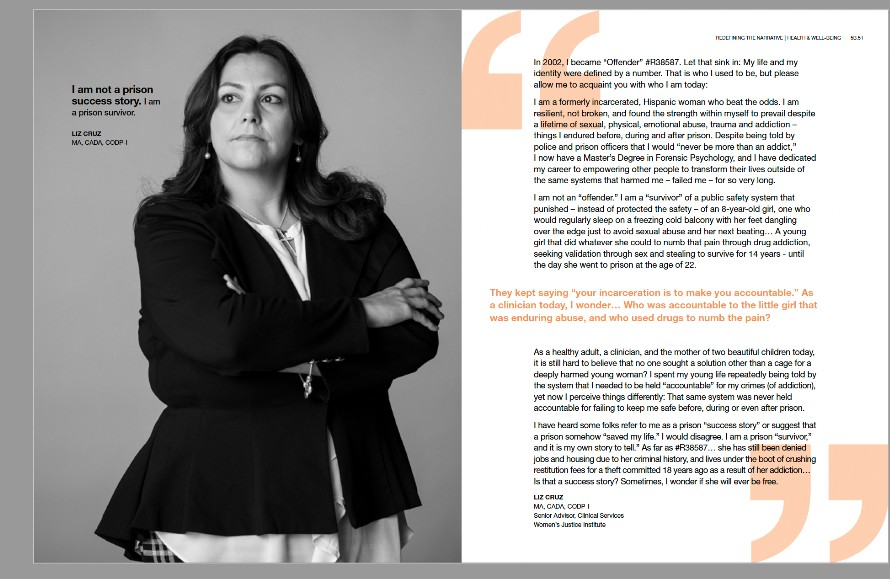 I am not a prison
success story. I am
a prison survivor.
LIZ CRUZ
MA, CADA, CODP I
REDEFINING THE NARRATIVE | HEALTH & WELL-BEING 50.51
In 2002, I became “Offender” #R38587. Let that sink in: My life and my
identity were defined by a number. That is who I used to be, but please
allow me to acquaint you with who I am today:
I am a formerly incarcerated, Hispanic woman who beat the odds. I am
resilient, not broken, and found the strength within myself to prevail despite
a lifetime of sexual, physical, emotional abuse, trauma and addiction –
things I endured before, during and after prison. Despite being told by
police and prison officers that I would “never be more than an addict,”
I now have a Master’s Degree in Forensic Psychology, and I have dedicated
my career to empowering other people to transform their lives outside of
the same systems that harmed me – failed me – for so very long.
I am not an “offender.” I am a “survivor” of a public safety system that
punished – instead of protected the safety – of an 8-year-old girl, one who
would regularly sleep on a freezing cold balcony with her feet dangling
over the edge just to avoid sexual abuse and her next beating… A young
girl that did whatever she could to numb that pain through drug addiction,
seeking validation through sex and stealing to survive for 14 years - until
the day she went to prison at the age of 22.
They kept saying “your incarceration is to make you accountable.” As
a clinician today, I wonder… Who was accountable to the little girl that
was enduring abuse, and who used drugs to numb the pain?
As a healthy adult, a clinician, and the mother of two beautiful children today,
it is still hard to believe that no one sought a solution other than a cage for a
deeply harmed young woman? I spent my young life repeatedly being told by
the system that I needed to be held “accountable” for my crimes (of addiction),
yet now I perceive things differently: That same system was never held
accountable for failing to keep me safe before, during or even after prison.
I have heard some folks refer to me as a prison “success story” or suggest that
a prison somehow “saved my life.” I would disagree. I am a prison “survivor,”
and it is my own story to tell.” As far as #R38587… she has still been denied
jobs and housing due to her criminal history, and lives under the boot of crushing
restitution fees for a theft committed 18 years ago as a result of her addiction…
Is that a success story? Sometimes, I wonder if she will ever be free.
LIZ CRUZ
MA, CADA, CODP I
Senior Advisor, Clinical Services
Women’s Justice Institute